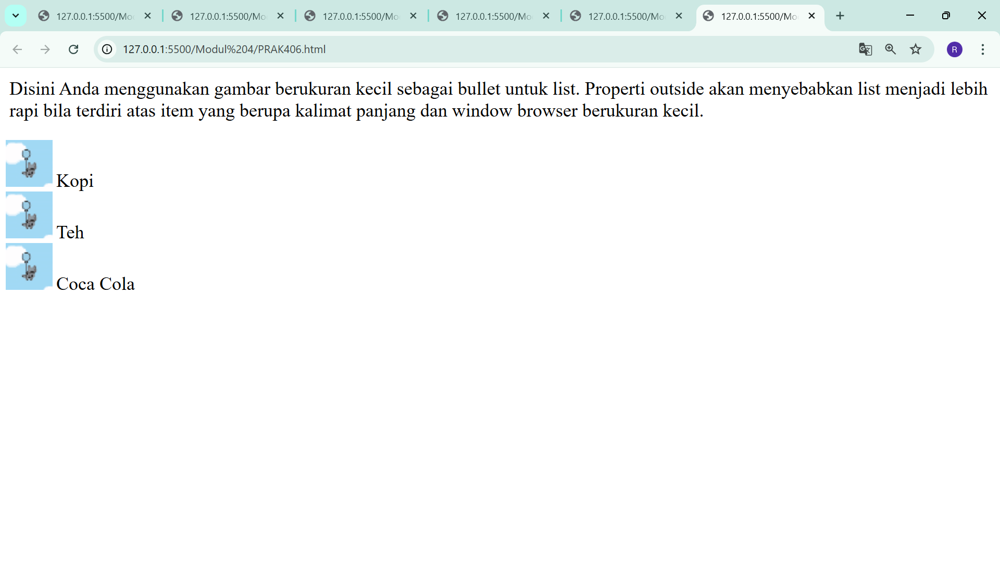 127.0.0.1:5500/Mo 127.0.0.1:5500/Mo 127.0.0.1:5500/Mo 127.0.0.1:5500/Mo 127.0.0.1:5500/Mo 127.0.0.1:5500/Mo
127.0.0.1:5500/Modul%204/PRAK406.html R
Disini Anda menggunakan gambar berukuran kecil sebagai bullet untuk list. Properti outside akan menyebabkan list menjadi lebih
rapi bila terdiri atas item yang berupa kalimat panjang dan window browser berukuran kecil.
Kopi
Teh
Coca Cola